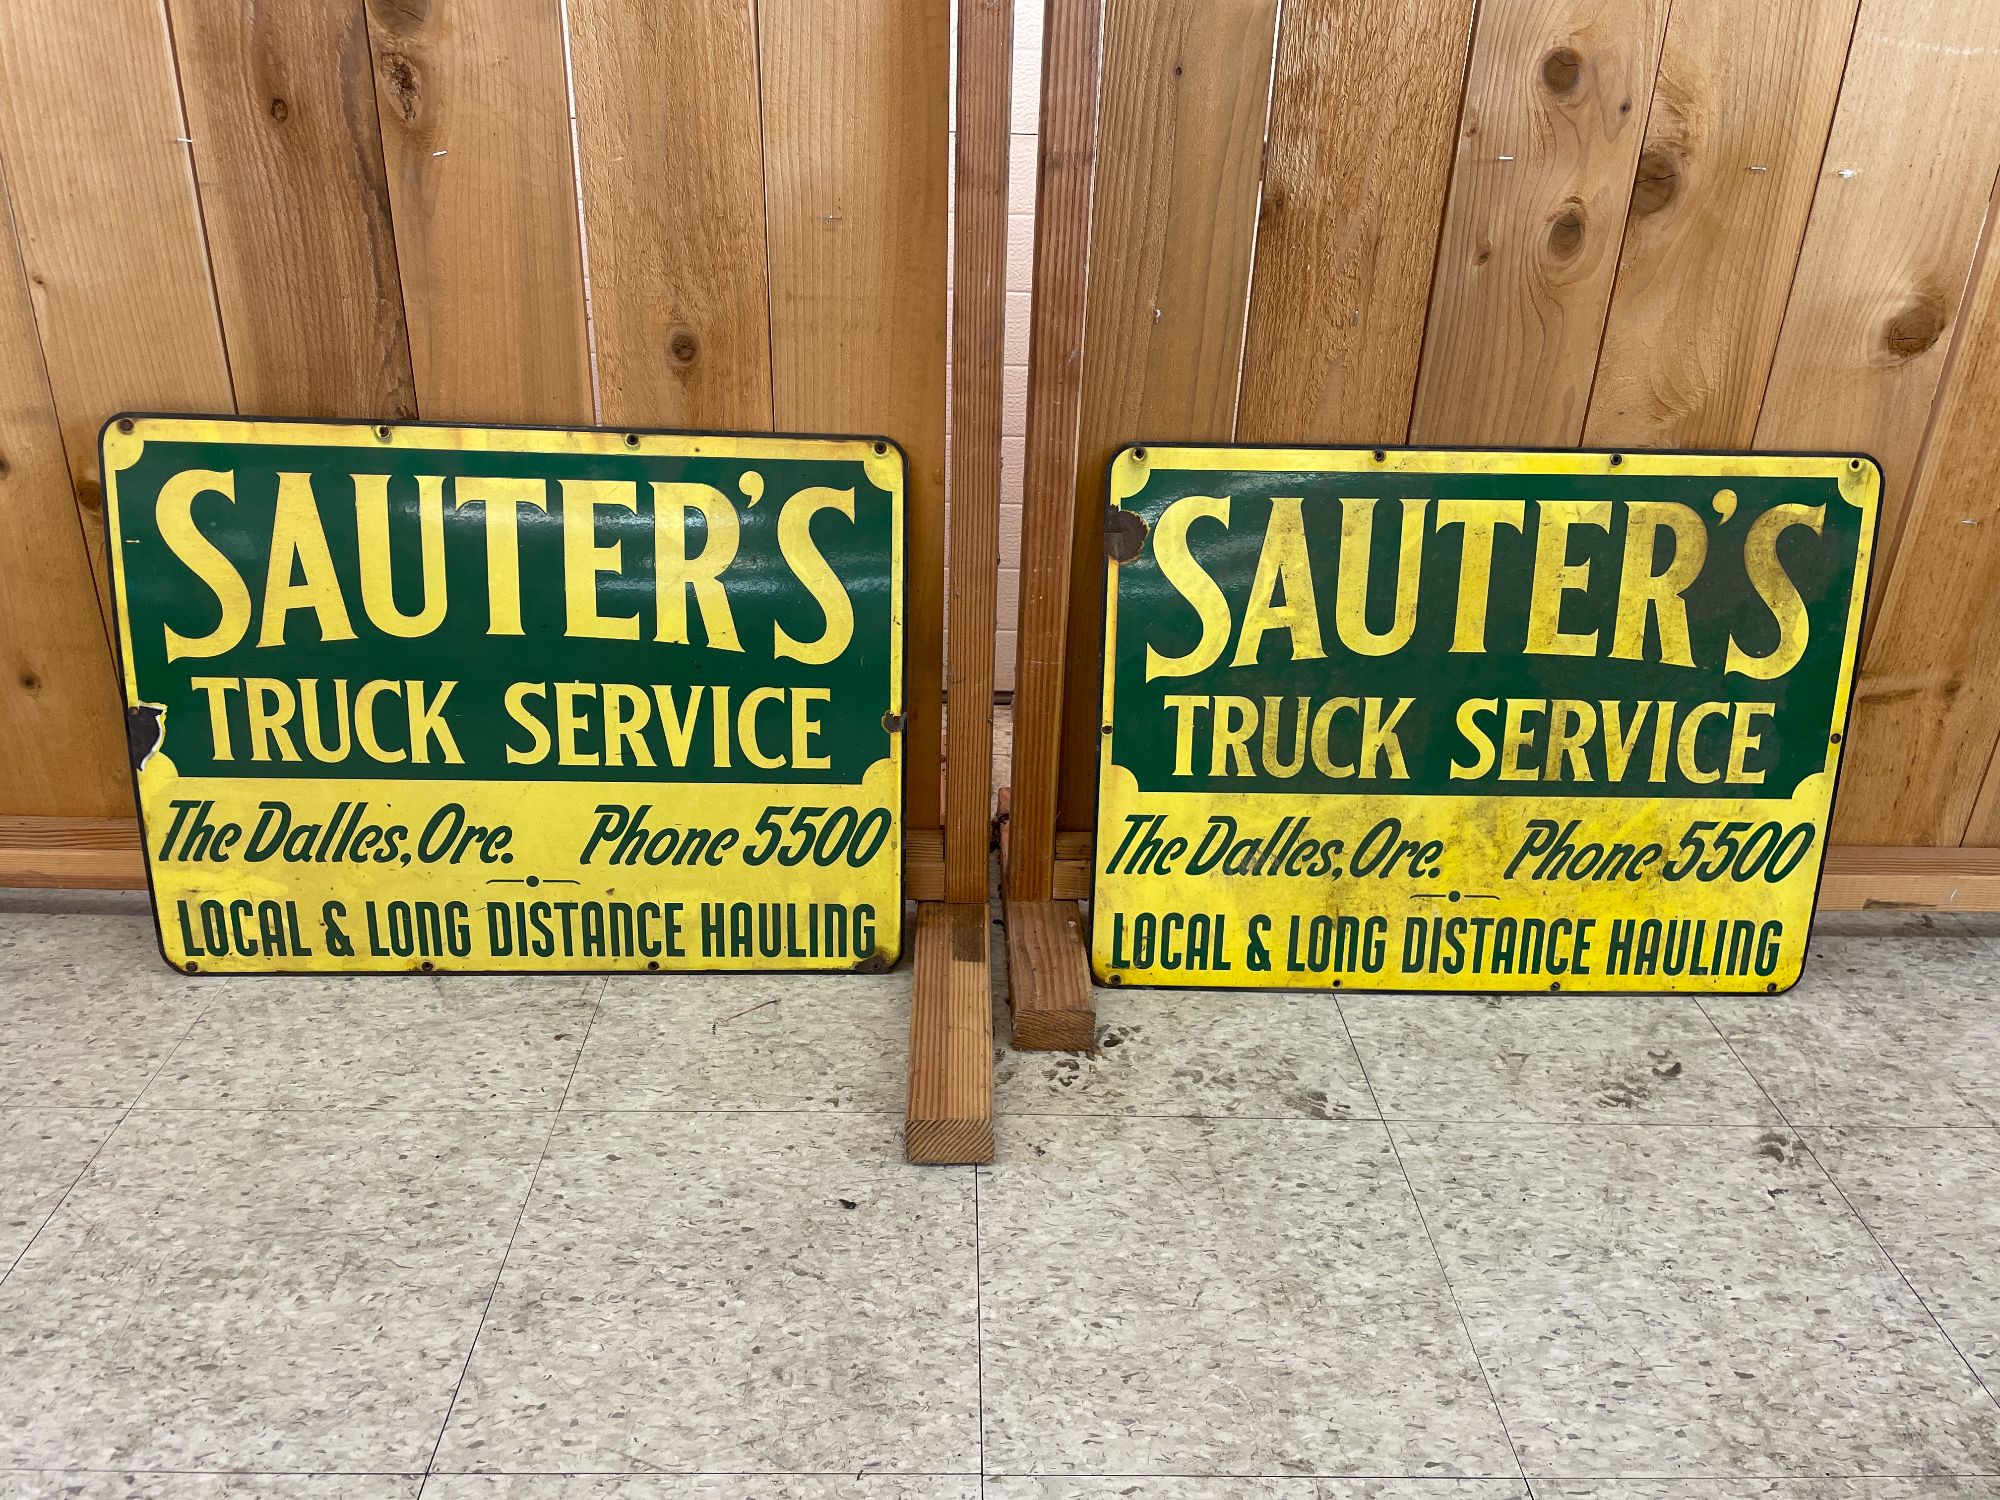 SAUTER'S
TRUCK SERVICE
The Dalles, Ore. Phone 5500
LOCAL & LONG DISTANCE HAULING
SAUTER'S
TRUCK SERVICE
The Dalles, Ore. Phone 5500
LOCAL & LONG DISTANCE HAULING